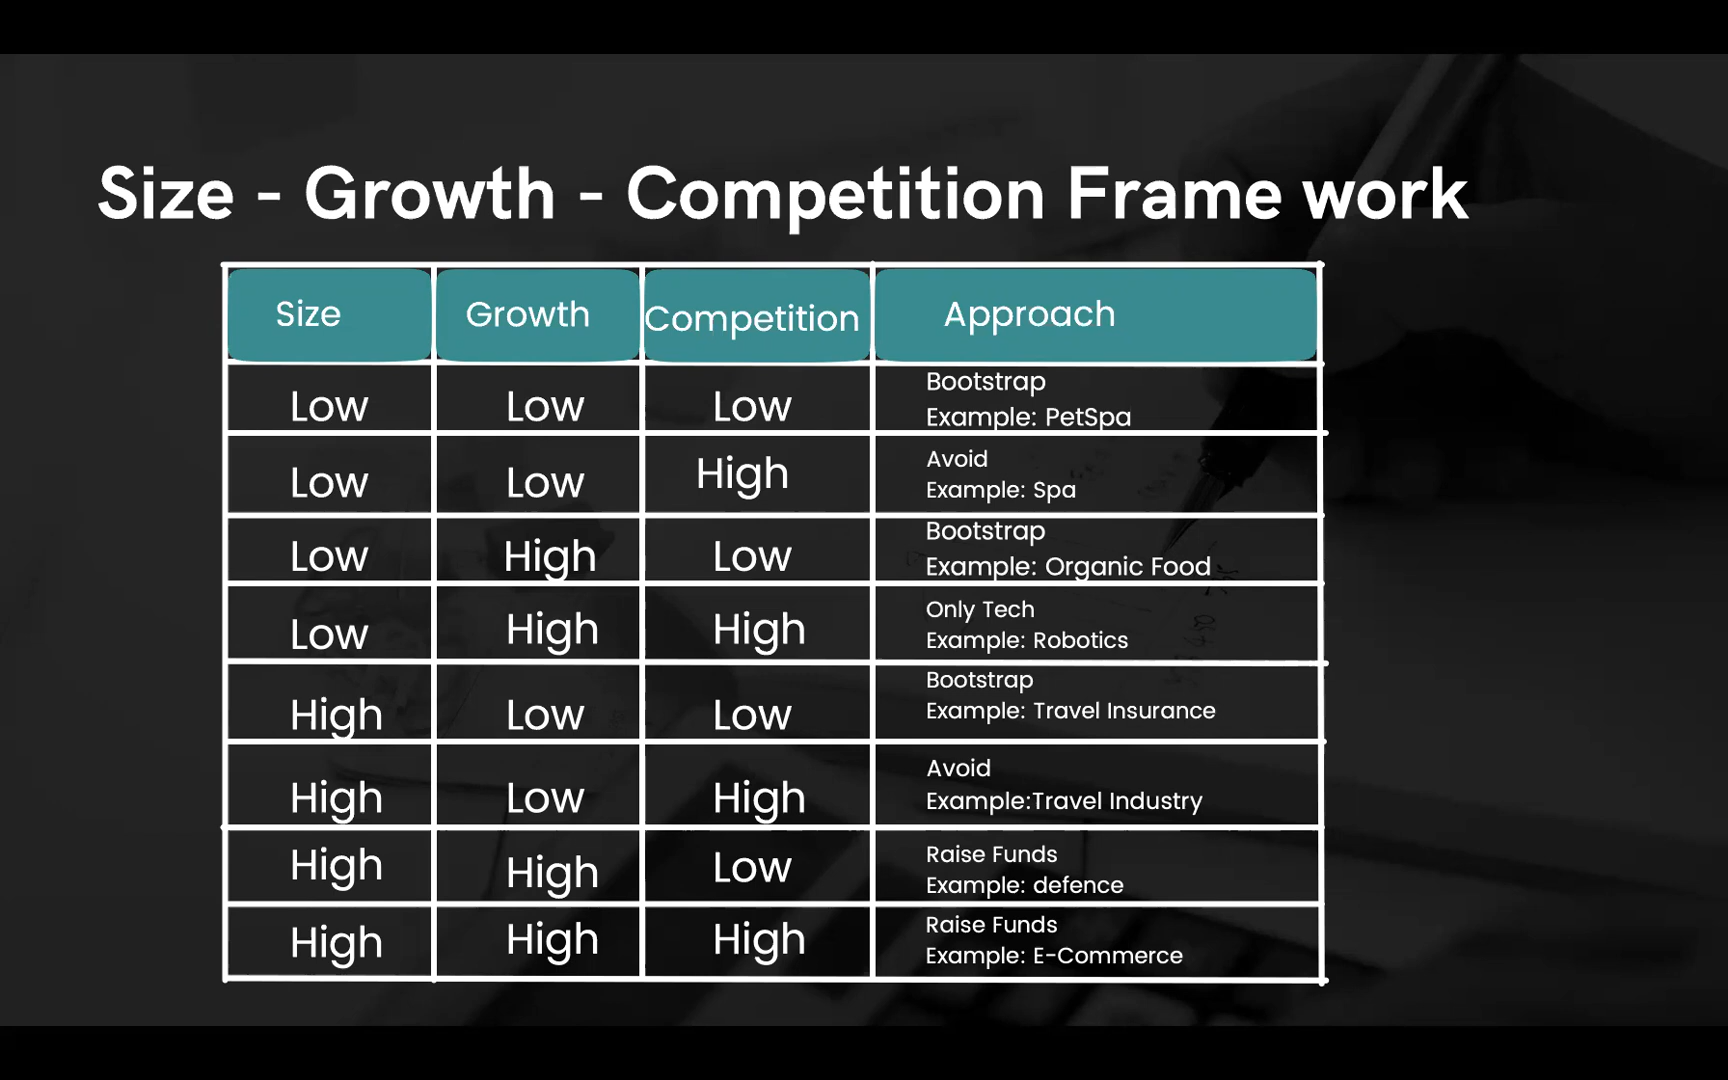 Size - Growth - Competition Frame work
Size Growth Competition Approach
Low Low Low Bootstrap
Example: PetSpa
Low Low High Avoid
Example: Spa
Low High Low Bootstrap
Example: Organic Food
Low High High Only Tech
Example: Robotics
High Low Low Bootstrap
Example: Travel Insurance
High Low High Avoid
Example:Travel Industry
High High Low Raise Funds
Example: defence
High High High Raise Funds
Example: E-Commerce